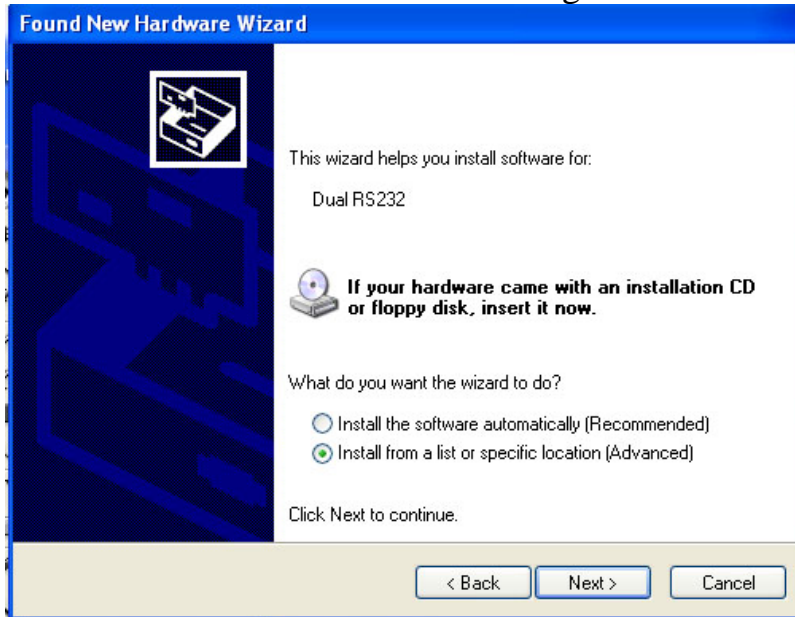 Found New Hardware Wizard
This wizard helps you install software for:
Dual RS232
If your hardware came with an installation CD
or floppy disk, insert it now.
What do you want the wizard to do?
Install the software automatically (Recommended)
Install from a list or specific location (Advanced)
Click Next to continue.
< Back
Next >
Cancel